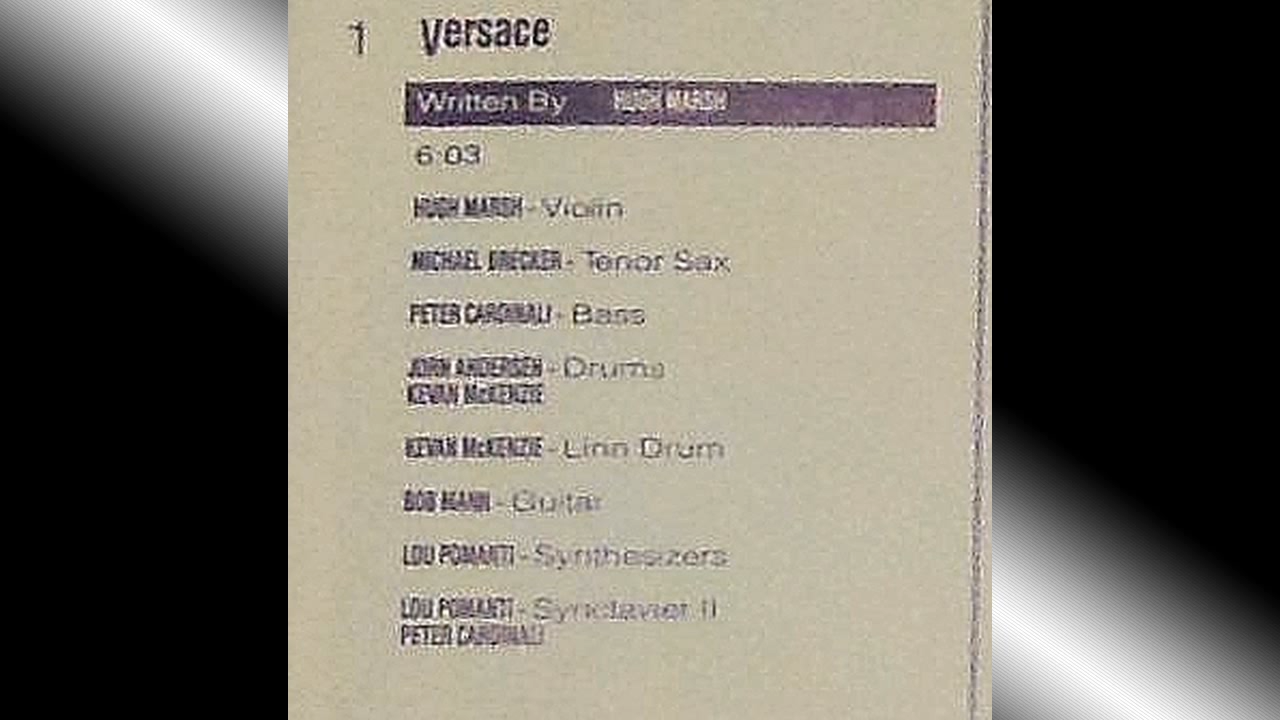 1 Versace
Written By HUGH MARSH
6:03
HUGH MARSH - Violin
MICHAEL BRECKER - Tenor Sax
PETER CARDINALI - Bass
JORN ANDERSEN - Drums
KEVAN McKENZIE
KEVAN McKENZIE - Linn Drum
BOB MANN - Guitar
LOU POMANTI - Synthesizers
LOU POMANTI - Synclavier II
PETER CARDINALI